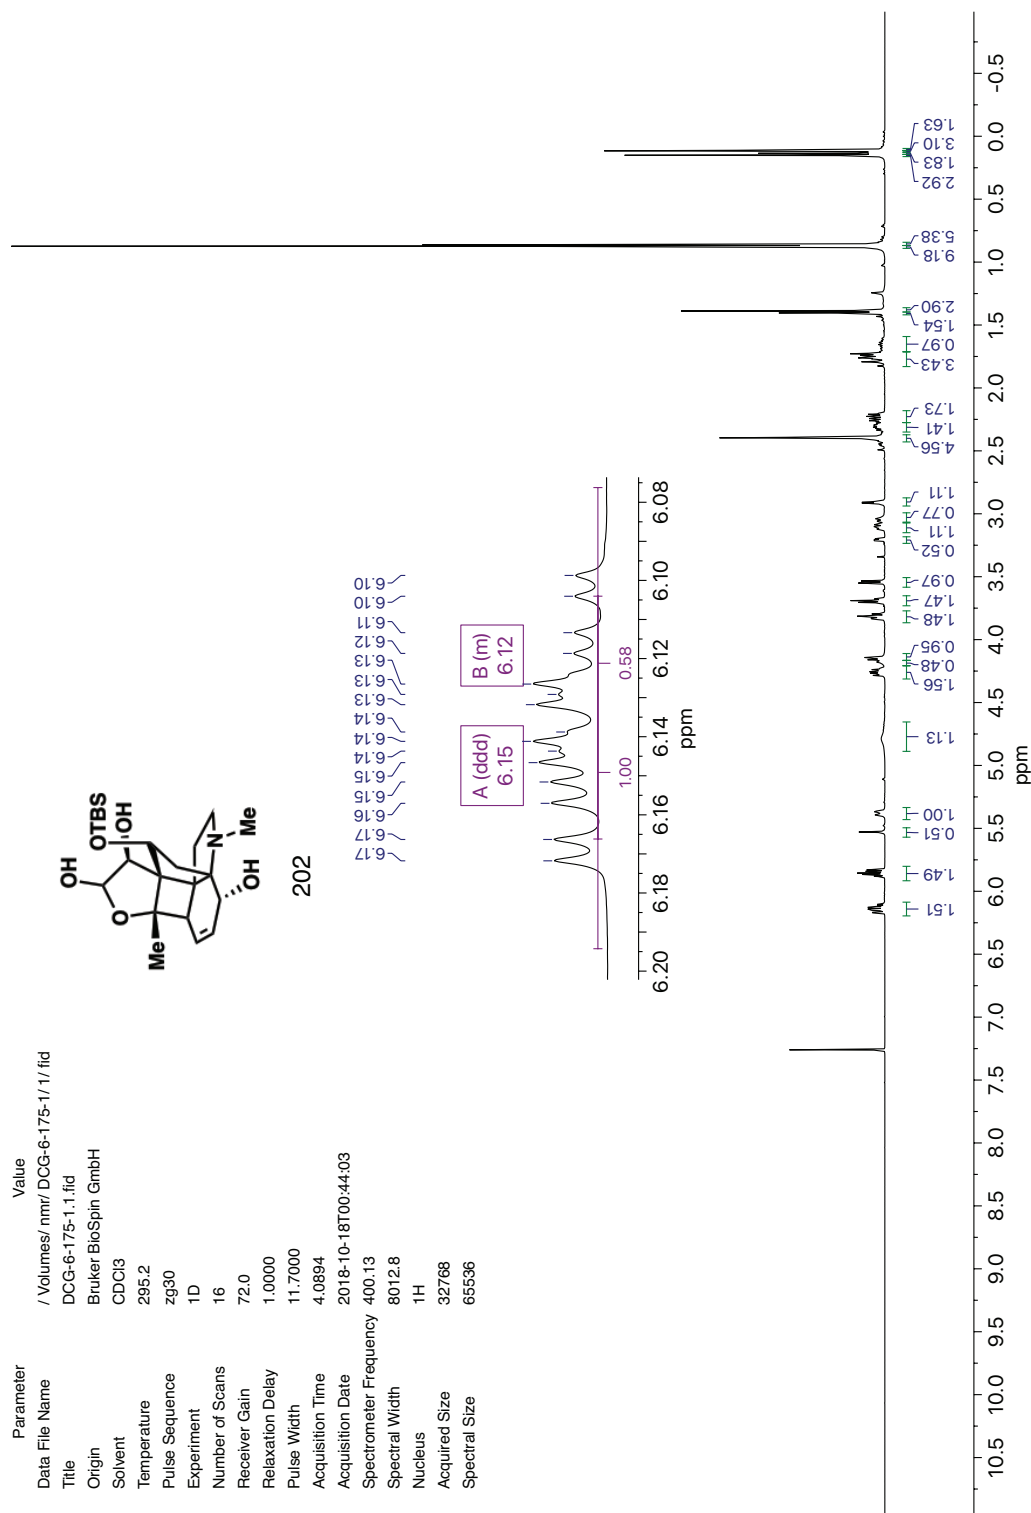 Parameter Value
Data File Name / Volumes/ nmr/ DCG-6-175-1/ 1/ fid
Title DCG-6-175-1.1.fid
Origin Bruker BioSpin GmbH
Solvent CDCl3
Temperature 295.2
Pulse Sequence zg30
Experiment 1D
Number of Scans 16
Receiver Gain 72.0
Relaxation Delay 1.0000
Pulse Width 11.7000
Acquisition Time 4.0894
Acquisition Date 2018-10-18T00:44:03
Spectrometer Frequency 400.13
Spectral Width 8012.8
Nucleus 1H
Acquired Size 32768
Spectral Size 65536
OH
OTBS
OH
O
Me
N
Me
OH
202
6.17
6.17
6.16
6.15
6.15
6.14
6.14
6.14
6.13
6.13
6.13
6.12
6.11
6.10
6.10
A (ddd)
6.15
B (m)
6.12
1.00 0.58
6.20 6.18 6.16 6.14 6.12 6.10 6.08
ppm
1.51
1.49
0.51
1.00
1.13
1.56
0.48
0.95
1.48
1.47
0.97
0.52
1.11
0.77
1.11
4.56
1.41
1.73
3.43
0.97
1.54
2.90
9.18
5.38
2.92
1.83
3.10
1.63
10.5 10.0 9.5 9.0 8.5 8.0 7.5 7.0 6.5 6.0 5.5 5.0 4.5 4.0 3.5 3.0 2.5 2.0 1.5 1.0 0.5 0.0 -0.5
ppm